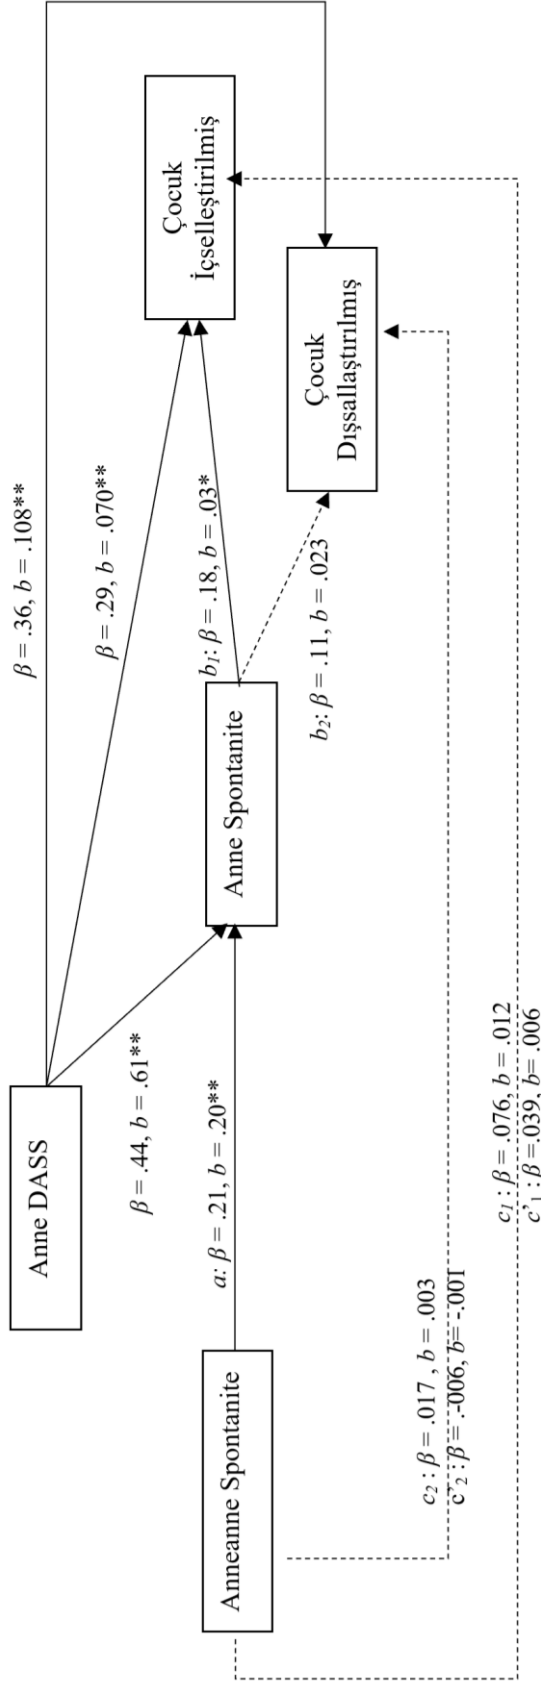 Anne DASS
β = .36, b = .108**
β = .29, b = .070**
Çocuk
İçselleştirilmiş
β = .44, b = .61**
b₁: β = .18, b = .03*
Anneanne Spontanite
a: β = .21, b = .20**
Anne Spontanite
b₂: β = .11, b = .023
Çocuk
Dışsallaştırılmış
c₂ : β = .017 , b = .003
c’₂ : β = .-006, b= -.001
c₁ : β = .076, b = .012
c’₁ : β =.039, b= .006